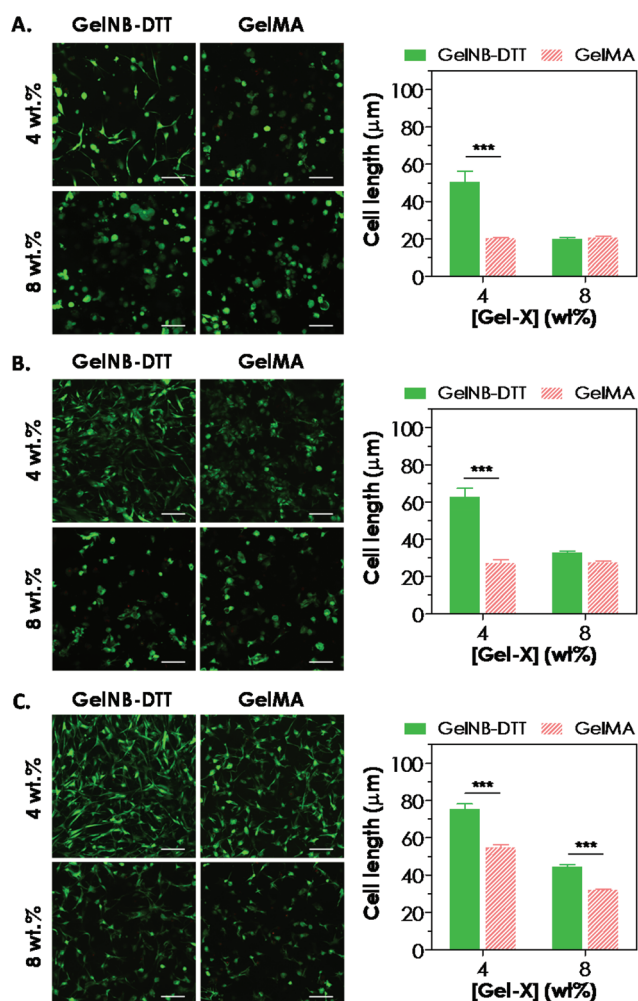 A.
GelNB-DTT GelMA
4 wt.%
8 wt.%
GelNB-DTT GelMA
Cell length (μm)
100
80
60
40
20
0
***
4 8
[Gel-X] (wt%)
B.
GelNB-DTT GelMA
4 wt.%
8 wt.%
GelNB-DTT GelMA
Cell length (μm)
100
80
60
40
20
0
***
4 8
[Gel-X] (wt%)
C.
GelNB-DTT GelMA
4 wt.%
8 wt.%
GelNB-DTT GelMA
Cell length (μm)
100
80
60
40
20
0
***
***
4 8
[Gel-X] (wt%)